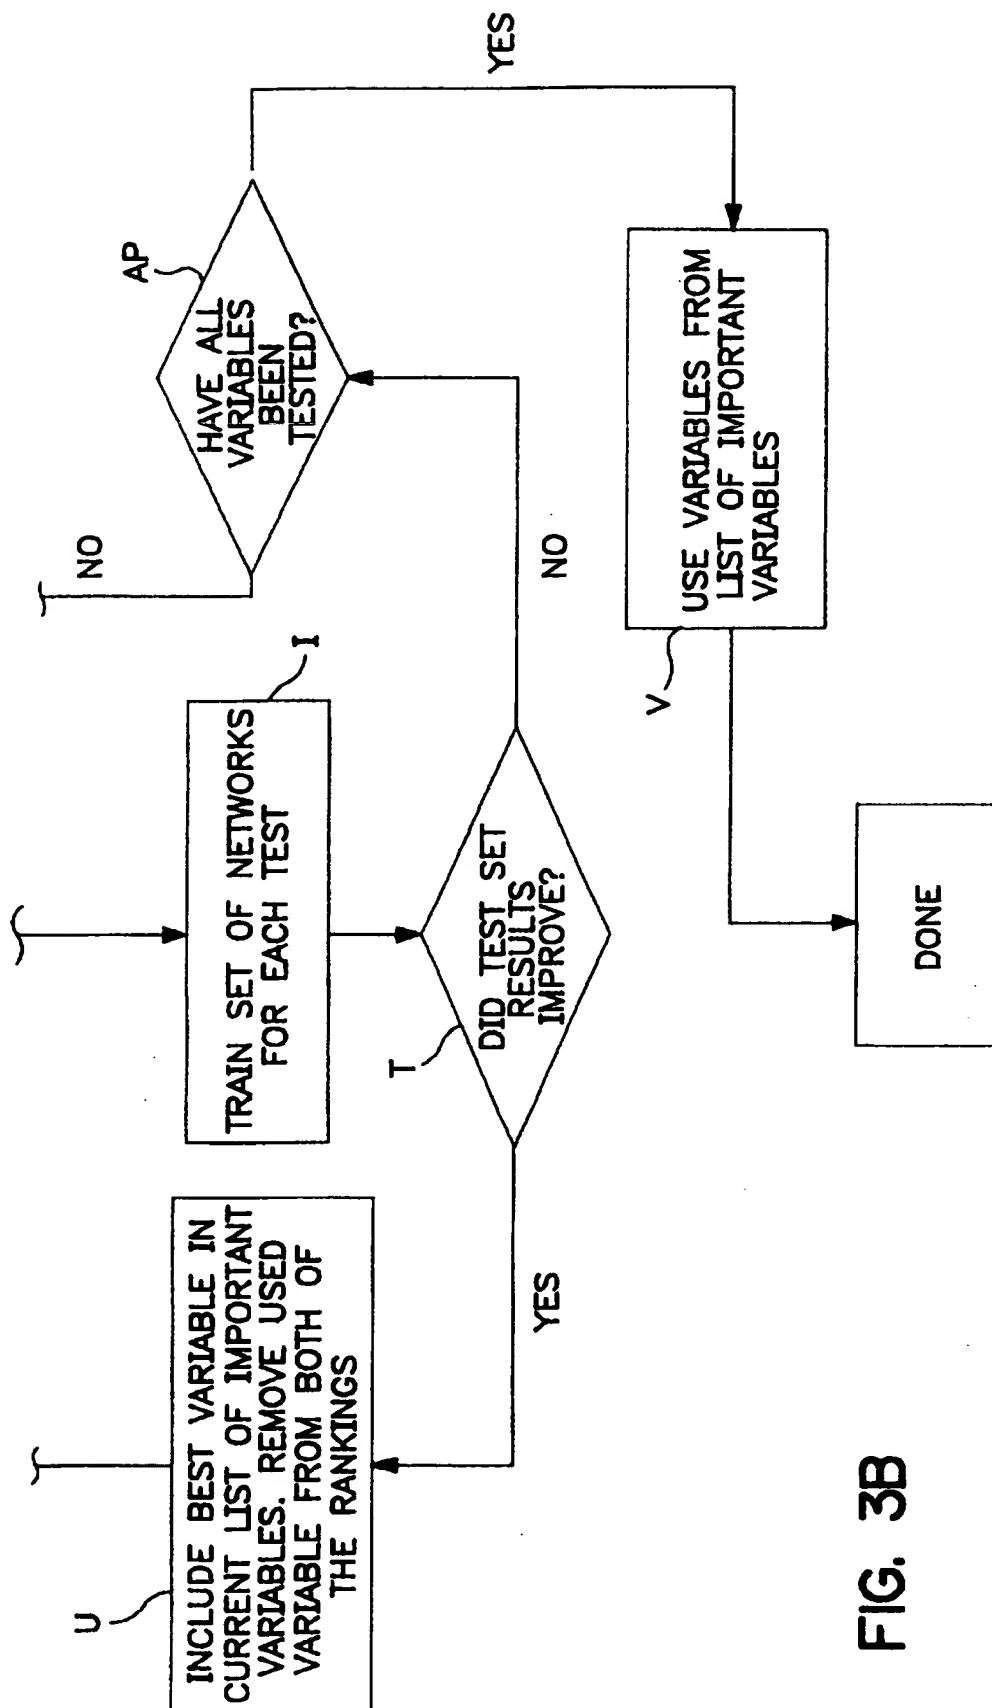 U
INCLUDE BEST VARIABLE IN
CURRENT LIST OF IMPORTANT
VARIABLES. REMOVE USED
VARIABLE FROM BOTH OF
THE RANKINGS
YES
TRAIN SET OF NETWORKS
FOR EACH TEST
I
T
DID TEST SET
RESULTS
IMPROVE?
NO
NO
AP
HAVE ALL
VARIABLES
BEEN
TESTED?
YES
V
USE VARIABLES FROM
LIST OF IMPORTANT
VARIABLES
DONE
FIG. 3B